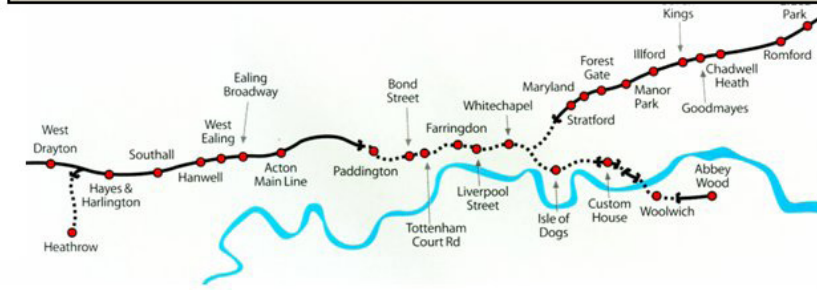 Kings
Park
Illford
Romford
Forest
Gate
Chadwell
Heath
Maryland
Manor
Park
Goodmayes
Stratford
Ealing
Broadway
Bond
Street
Whitechapel
West
Ealing
Farringdon
West
Drayton
Southall
Hanwell
Acton
Main Line
Paddington
Hayes &
Harlington
Liverpool
Street
Tottenham
Court Rd
Isle of
Dogs
Custom
House
Woolwich
Abbey
Wood
Heathrow